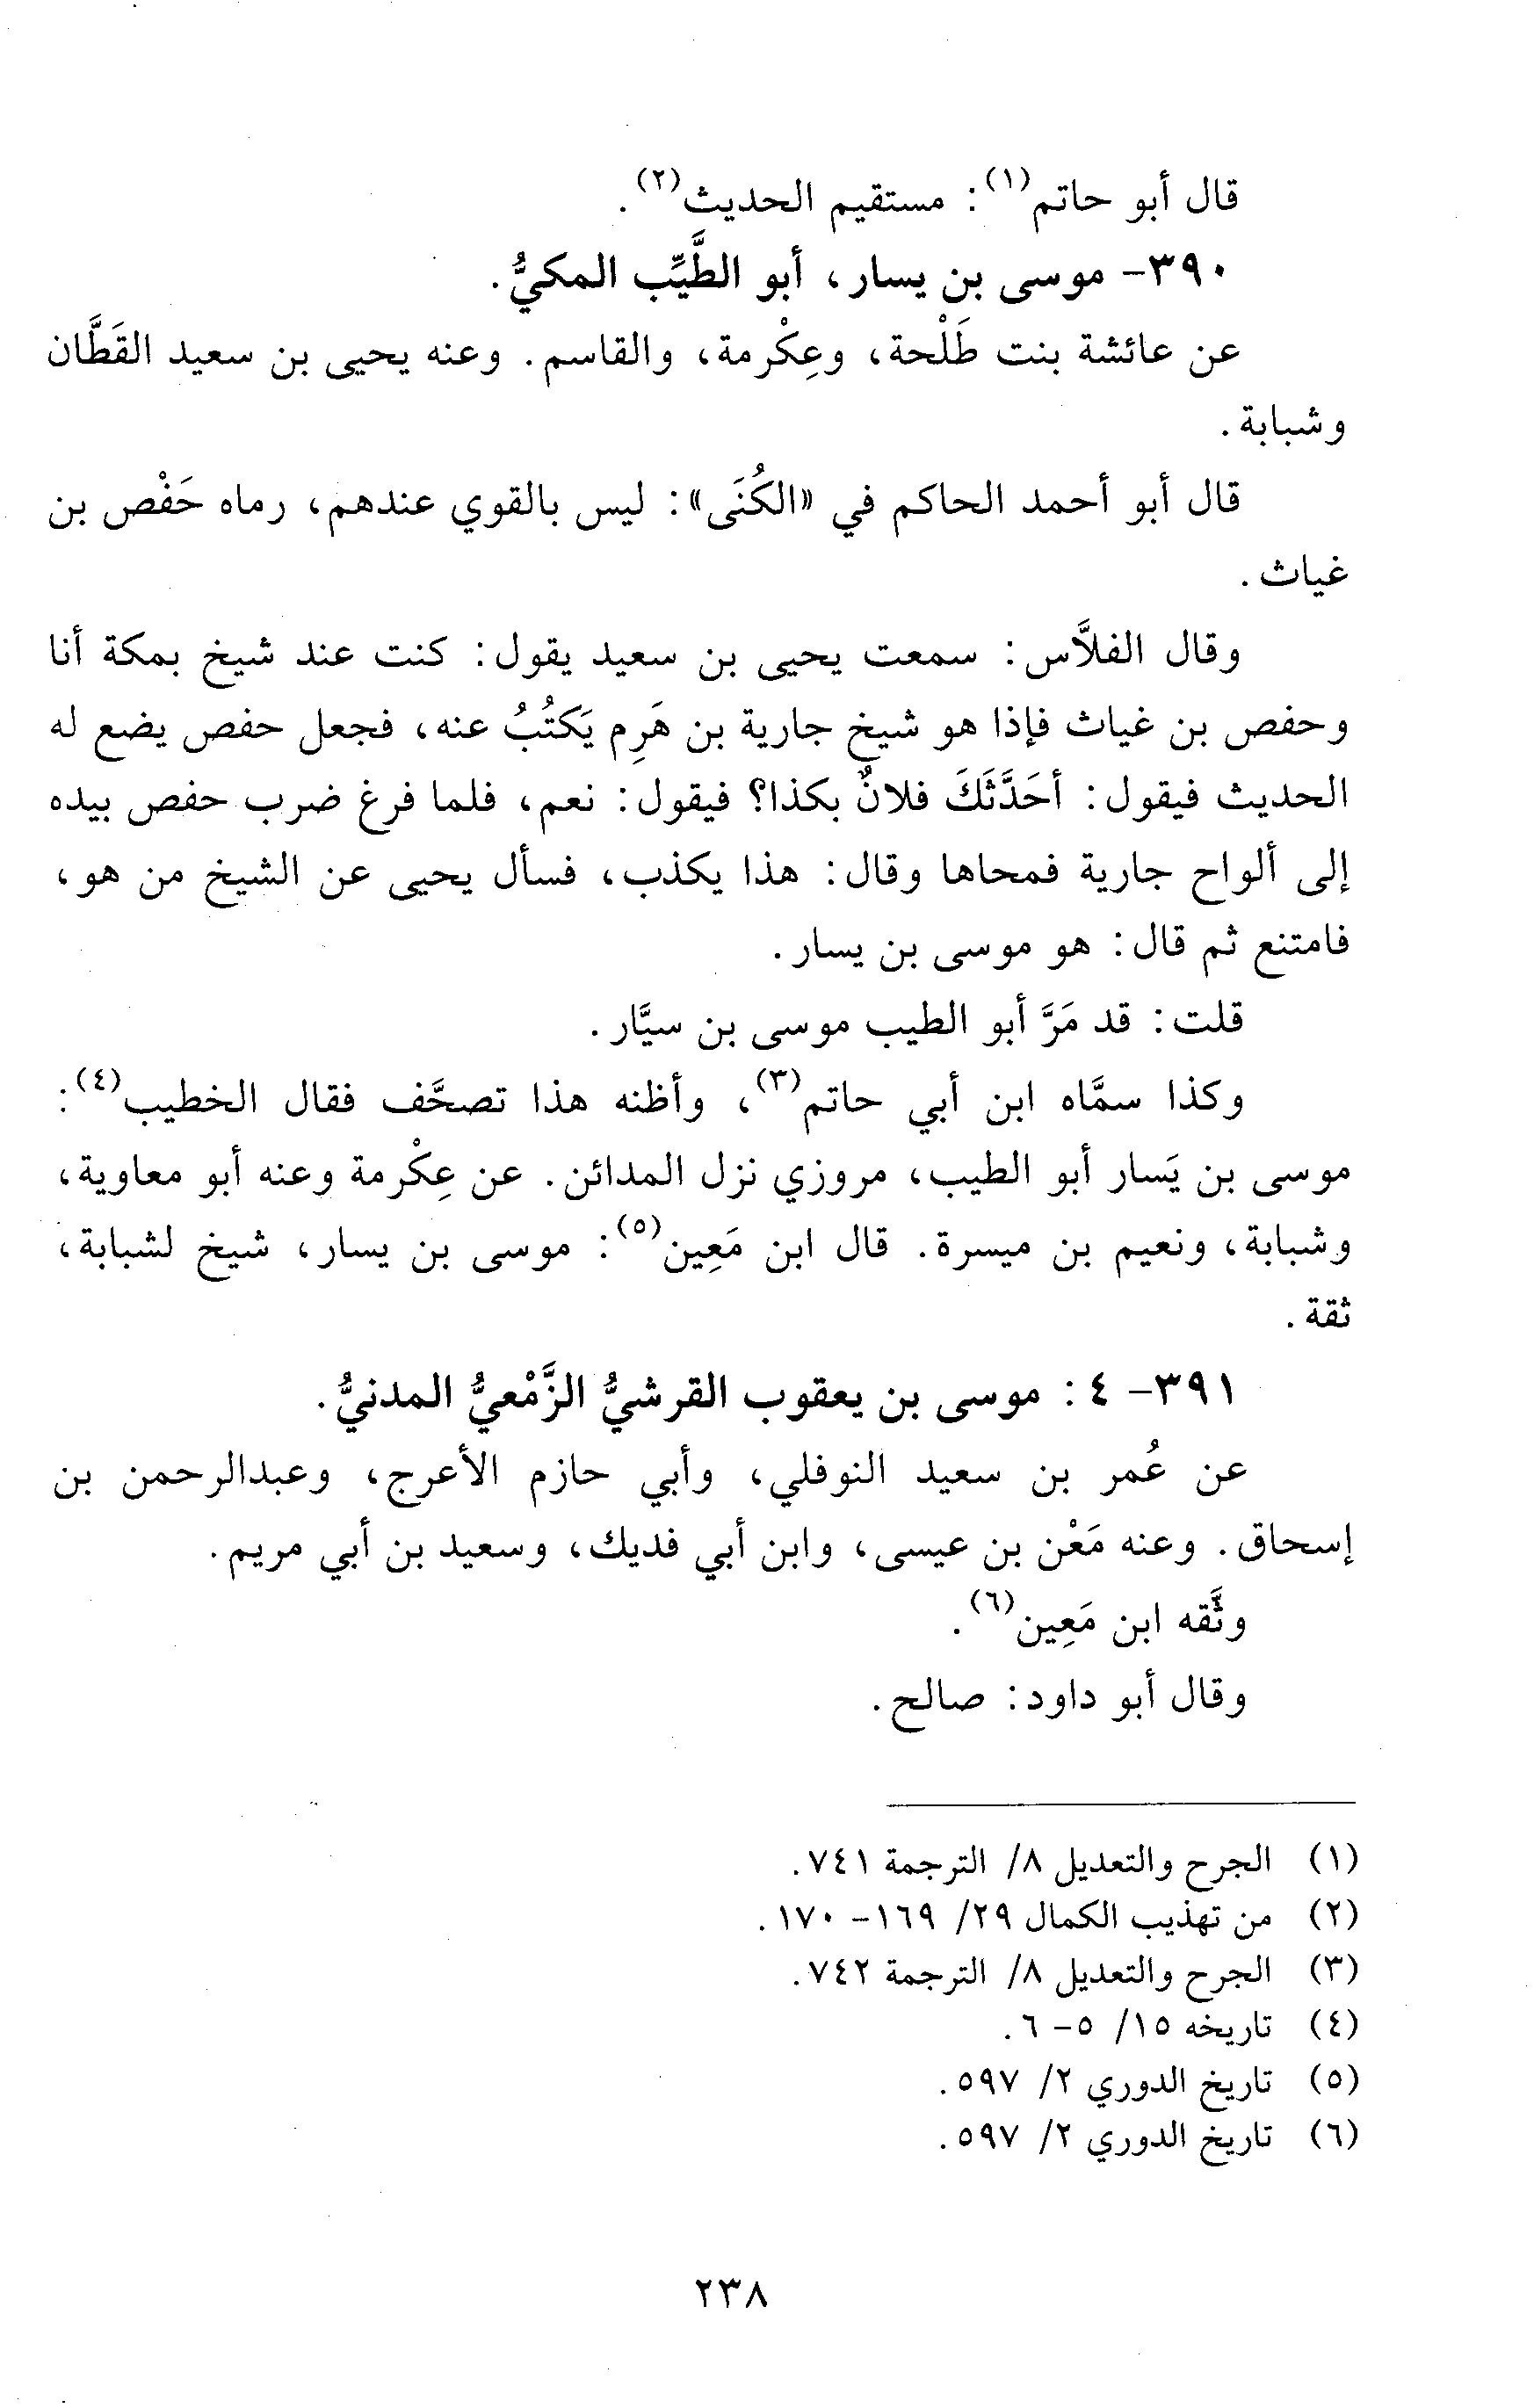 قال أبو حاتم(١): مستقيم الحديث(٢).
٣٩٠- موسى بن يسار، أبو الطَّيِّب المكيُّ.
عن عائشة بنت طَلْحة، وعِكْرمة، والقاسم. وعنه يحيى بن سعيد القَطَّان
وشبابة.
قال أبو أحمد الحاكم في «الكُنَى»: ليس بالقوي عندهم، رماه حَفْص بن
غياث.
وقال الفلاَّس: سمعت يحيى بن سعيد يقول: كنت عند شيخ بمكة أنا
وحفص بن غياث فإذا هو شيخ جارية بن هَرِم يَكتُبُ عنه، فجعل حفص يضع له
الحديث فيقول: أحَدَّثَكَ فلانٌ بكذا؟ فيقول: نعم، فلما فرغ ضرب حفص بيده
إلى ألواح جارية فمحاها وقال: هذا يكذب، فسأل يحيى عن الشيخ من هو،
فامتنع ثم قال: هو موسى بن يسار.
قلت: قد مَرَّ أبو الطيب موسى بن سيَّار.
وكذا سمَّاه ابن أبي حاتم(٣)، وأظنه هذا تصحَّف فقال الخطيب(٤):
موسى بن يَسار أبو الطيب، مروزي نزل المدائن. عن عِكْرمة وعنه أبو معاوية،
وشبابة، ونعيم بن ميسرة. قال ابن مَعِين(٥): موسى بن يسار، شيخ لشبابة،
ثقة.
٣٩١- ٤: موسى بن يعقوب القرشيُّ الزَّمْعيُّ المدنيُّ.
عن عُمر بن سعيد النوفلي، وأبي حازم الأعرج، وعبدالرحمن بن
إسحاق. وعنه مَعْن بن عيسى، وابن أبي فديك، وسعيد بن أبي مريم.
وثَّقه ابن مَعِين(٦).
وقال أبو داود: صالح.
(١) الجرح والتعديل ٨/ الترجمة ٧٤١.
(٢) من تهذيب الكمال ٢٩/ ١٦٩- ١٧٠.
(٣) الجرح والتعديل ٨/ الترجمة ٧٤٢.
(٤) تاريخه ١٥/ ٥- ٦.
(٥) تاريخ الدوري ٢/ ٥٩٧.
(٦) تاريخ الدوري ٢/ ٥٩٧.
٢٣٨